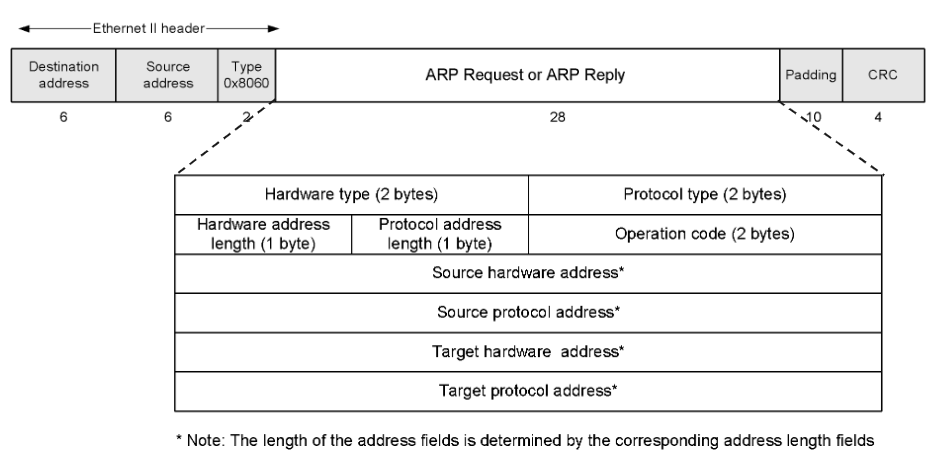 Ethernet II header
Destination
address
Source
address
Type
0x8060
ARP Request or ARP Reply
Padding
CRC
6
6
2
28
10
4
Hardware type (2 bytes)
Protocol type (2 bytes)
Hardware address
length (1 byte)
Protocol address
length (1 byte)
Operation code (2 bytes)
Source hardware address*
Source protocol address*
Target hardware address*
Target protocol address*
* Note: The length of the address fields is determined by the corresponding address length fields